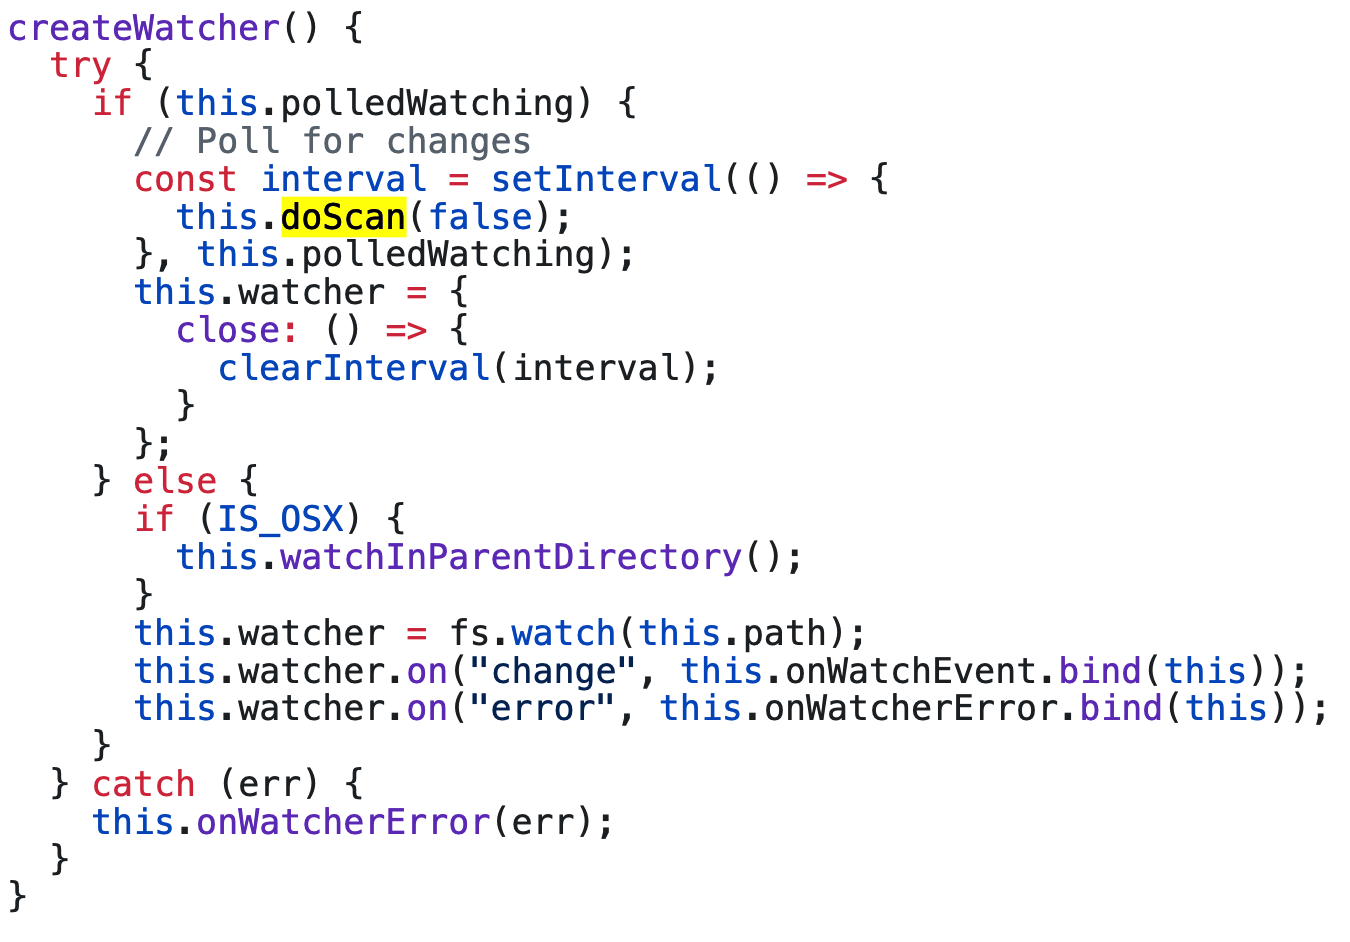 createWatcher() {
  try {
    if (this.polledWatching) {
      // Poll for changes
      const interval = setInterval(() => {
        this.doScan(false);
      }, this.polledWatching);
      this.watcher = {
        close: () => {
          clearInterval(interval);
        }
      };
    } else {
      if (IS_OSX) {
        this.watchInParentDirectory();
      }
      this.watcher = fs.watch(this.path);
      this.watcher.on("change", this.onWatchEvent.bind(this));
      this.watcher.on("error", this.onWatcherError.bind(this));
    }
  } catch (err) {
    this.onWatcherError(err);
  }
}